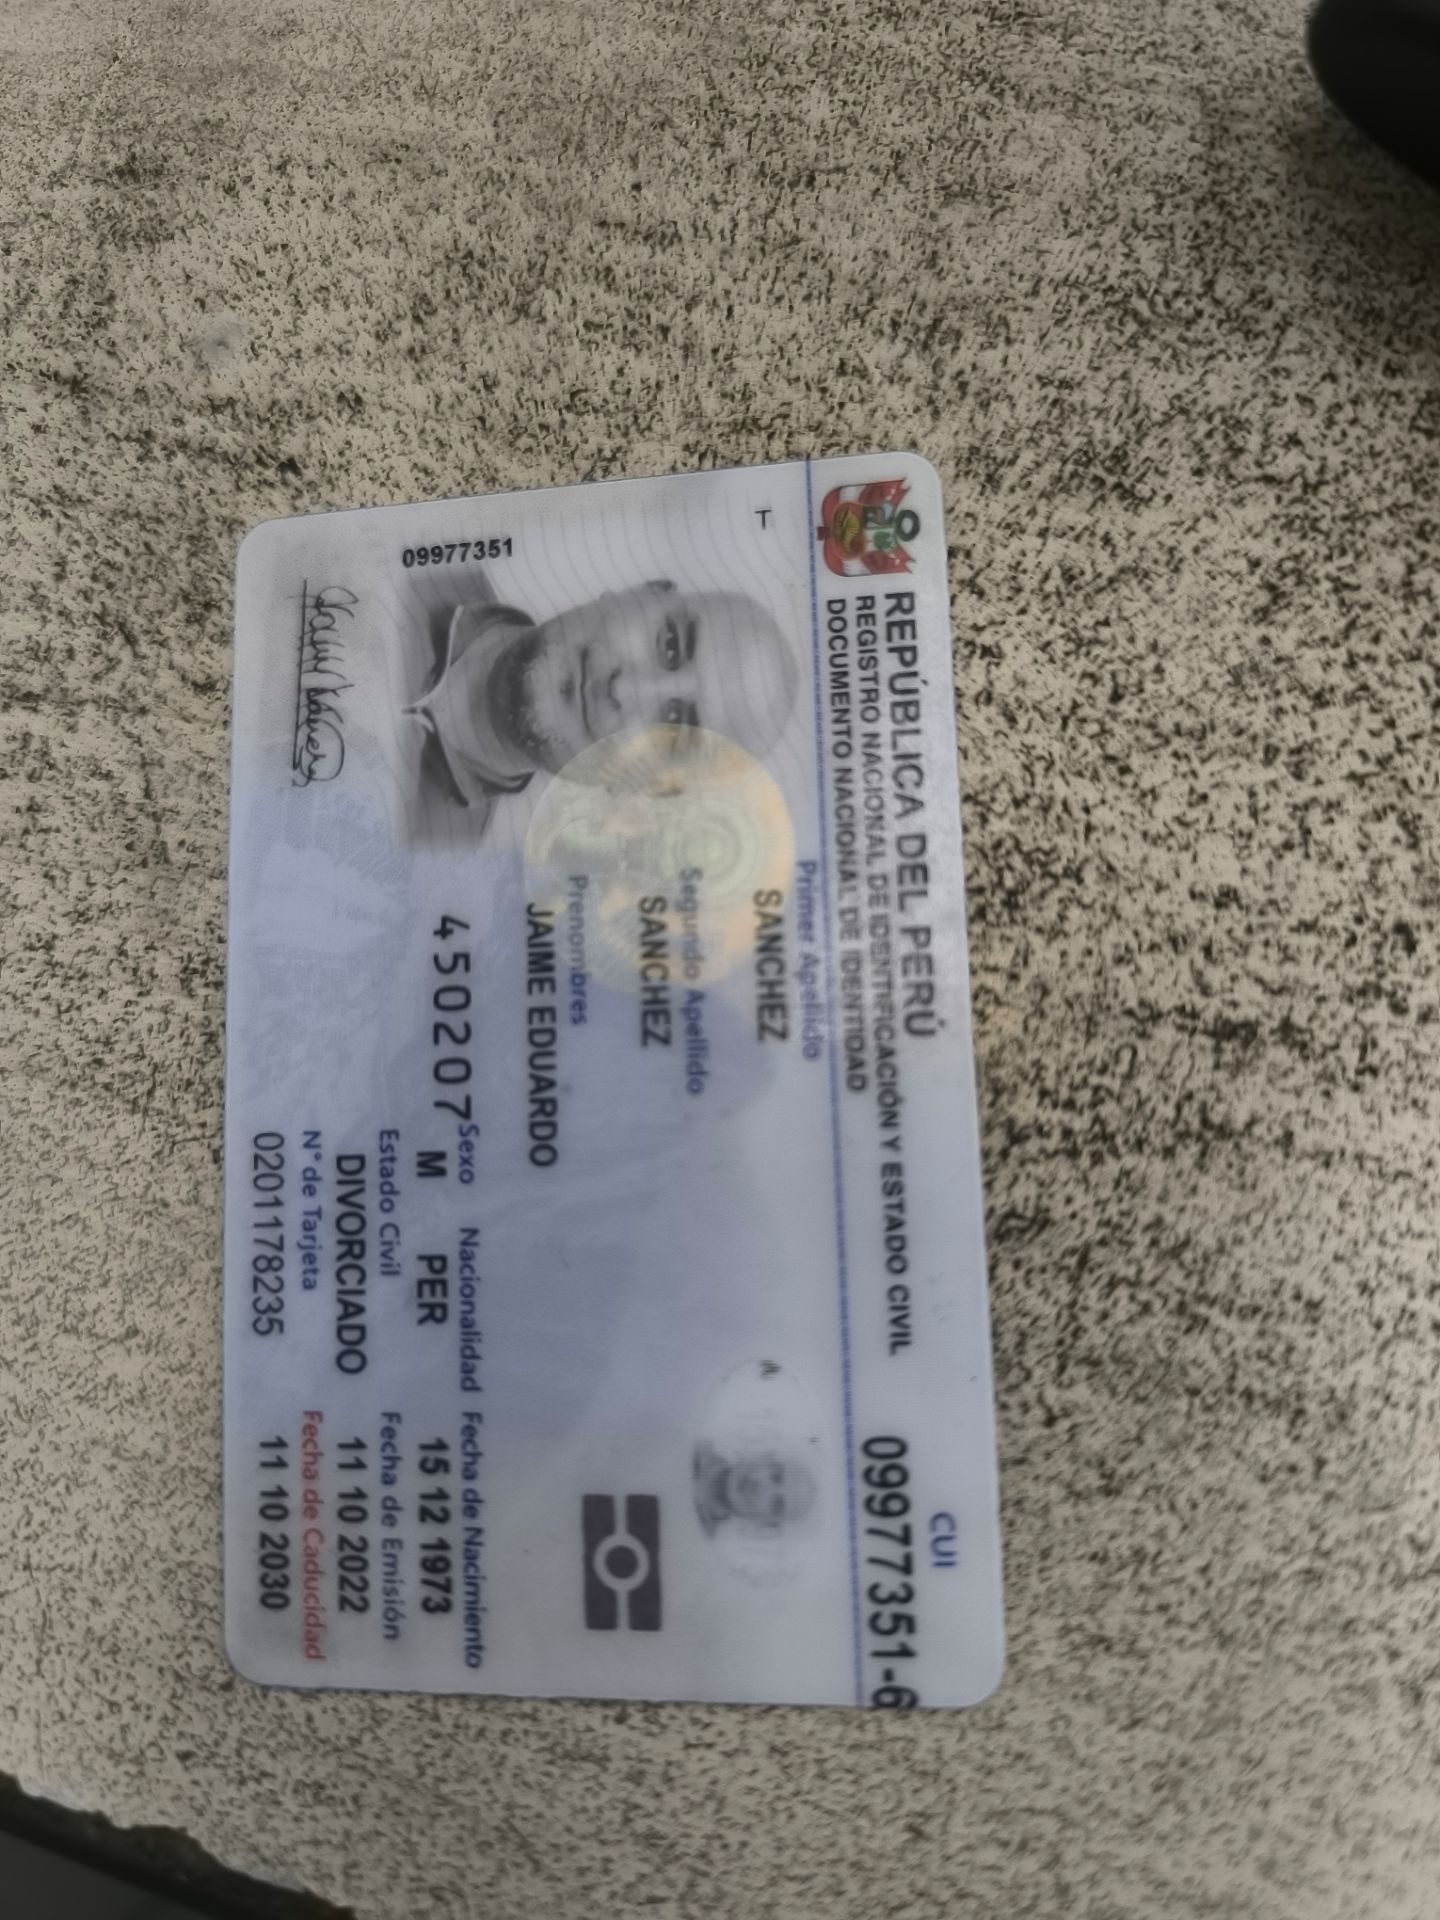 REPÚBLICA DEL PERÚ
REGISTRO NACIONAL DE IDENTIFICACIÓN Y ESTADO CIVIL
DOCUMENTO NACIONAL DE IDENTIDAD
CUI
09977351-6
T
Primer Apellido
SANCHEZ
Segundo Apellido
SANCHEZ
Prenombres
JAIME EDUARDO
Sexo Nacionalidad Fecha de Nacimiento
450207 M PER 15 12 1973
Estado Civil Fecha de Emisión
DIVORCIADO 11 10 2022
N° de Tarjeta Fecha de Caducidad
0201178235 11 10 2030
09977351